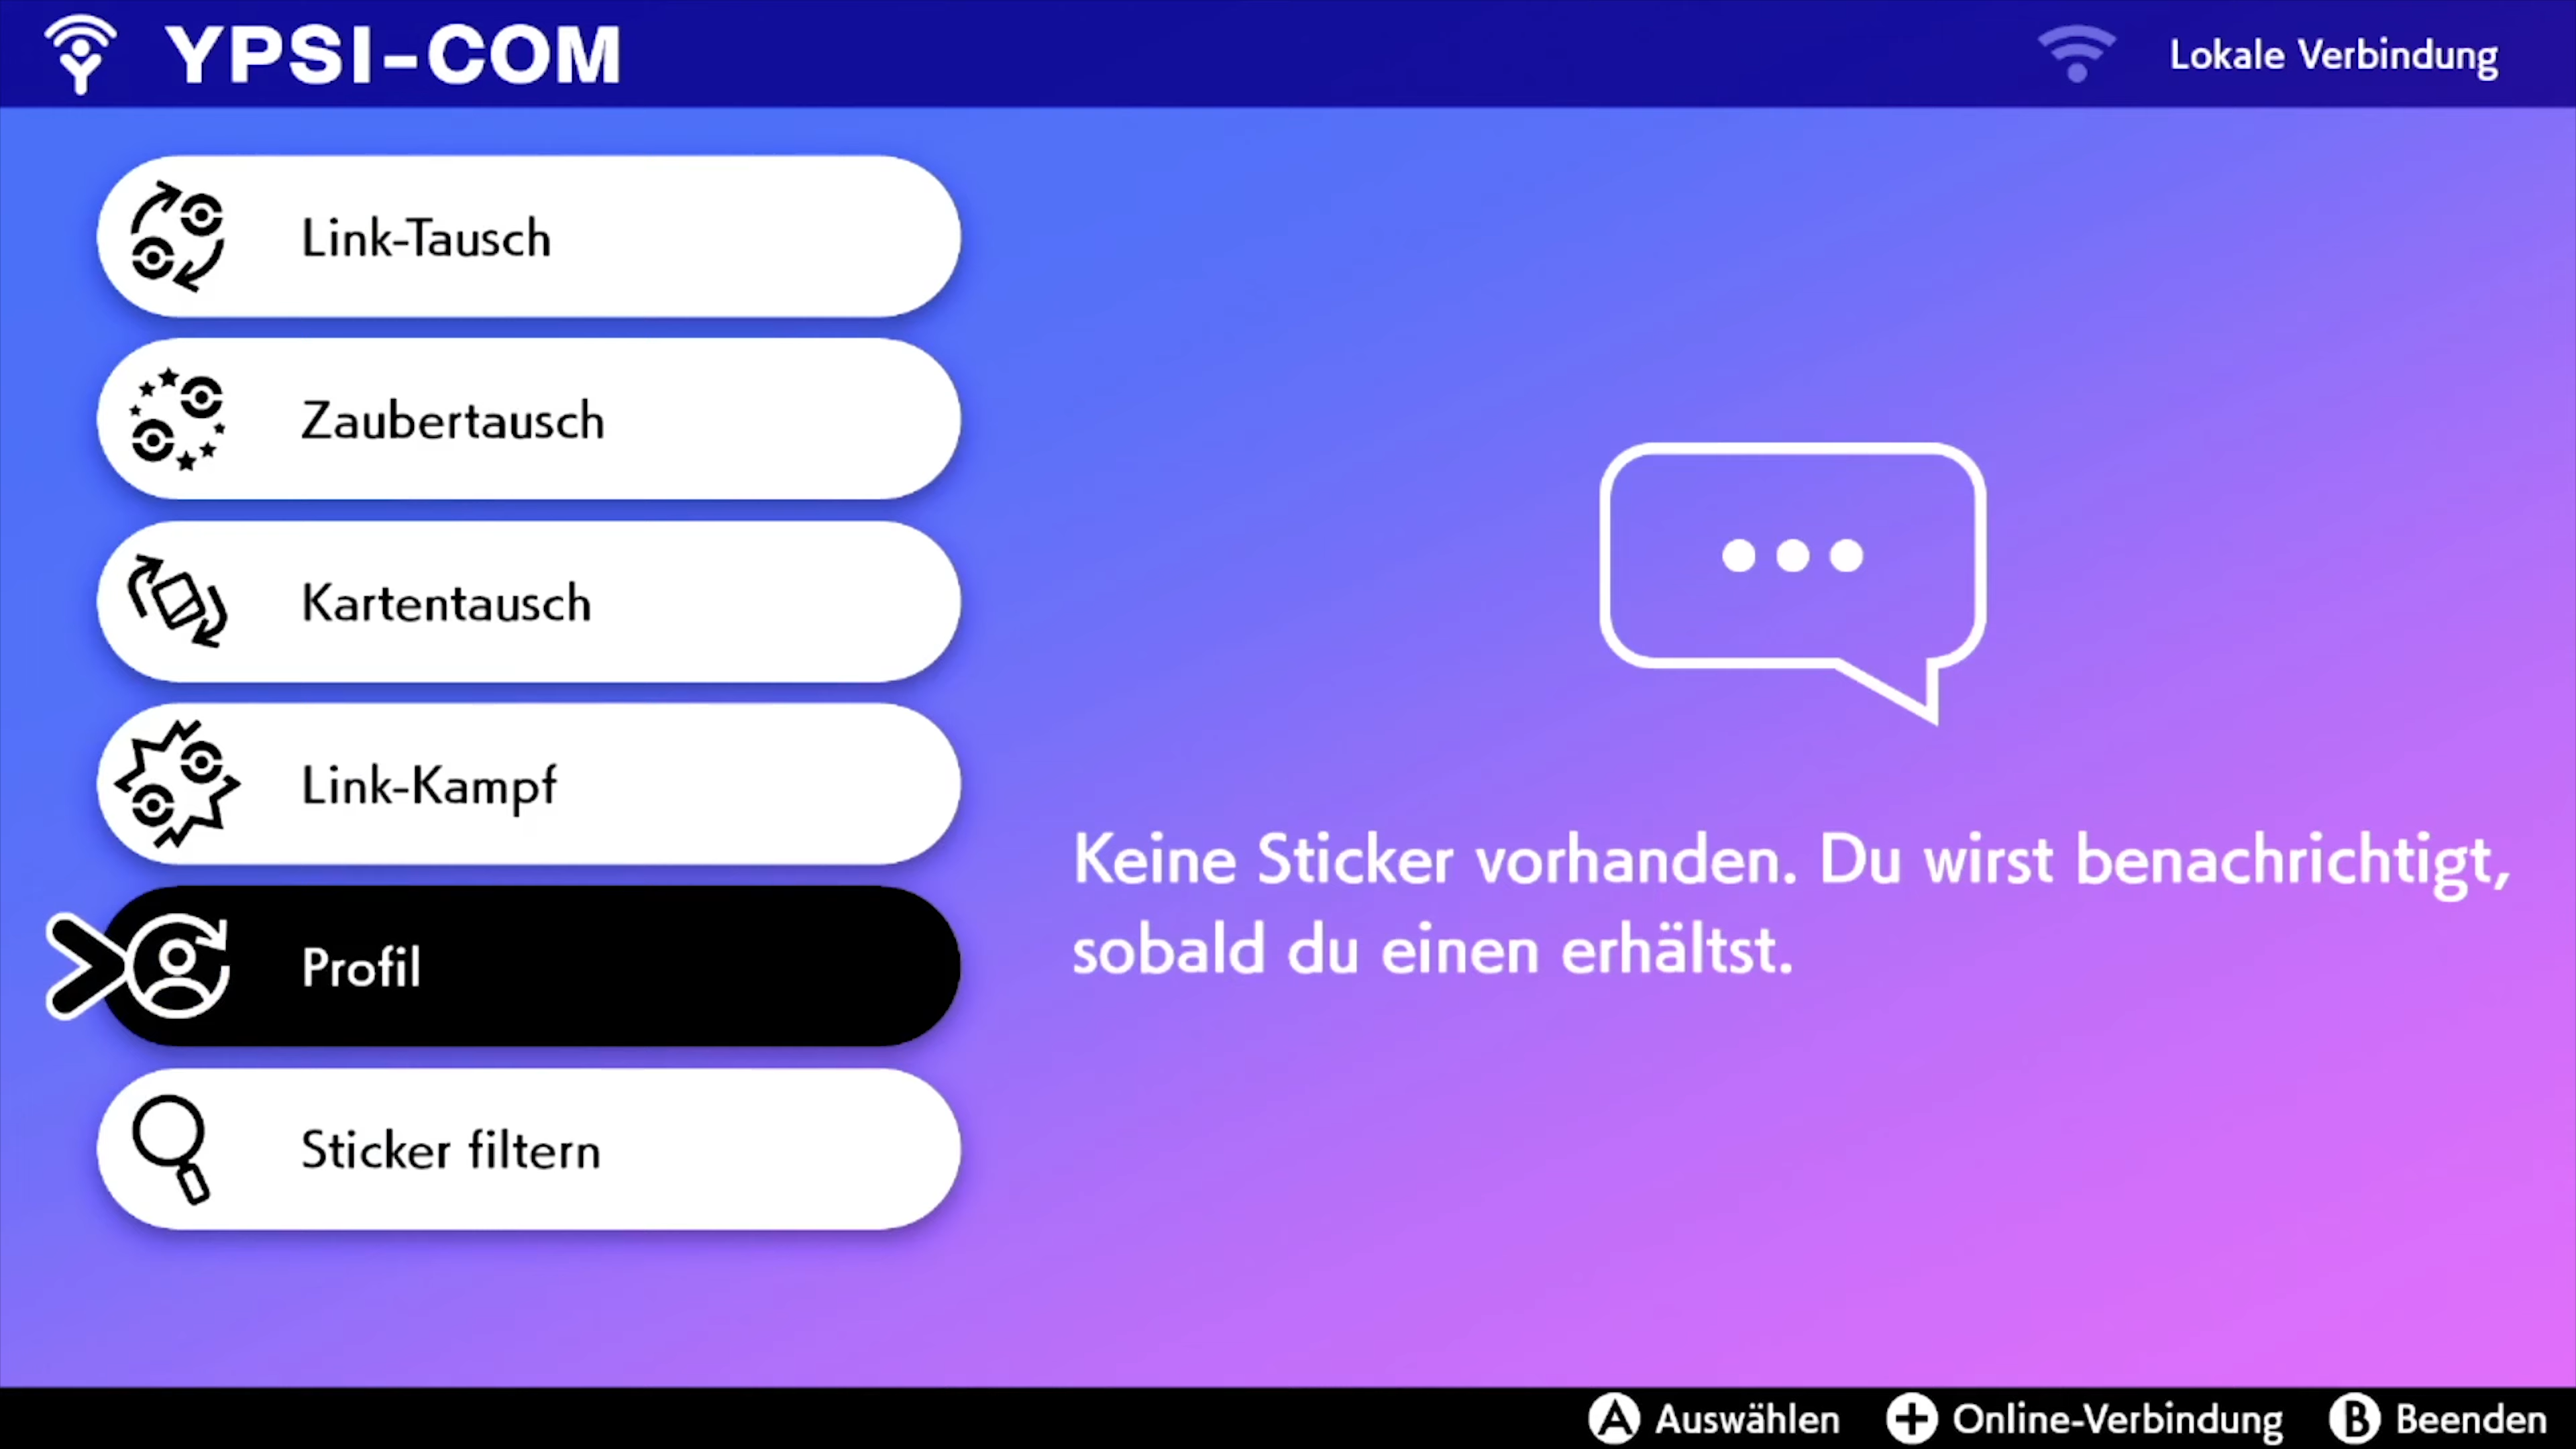 YPSI-COM
Lokale Verbindung
Link-Tausch
Zaubertausch
Kartentausch
Link-Kampf
Profil
Sticker filtern
Keine Sticker vorhanden. Du wirst benachrichtigt,
sobald du einen erhältst.
A Auswählen + Online-Verbindung B Beenden